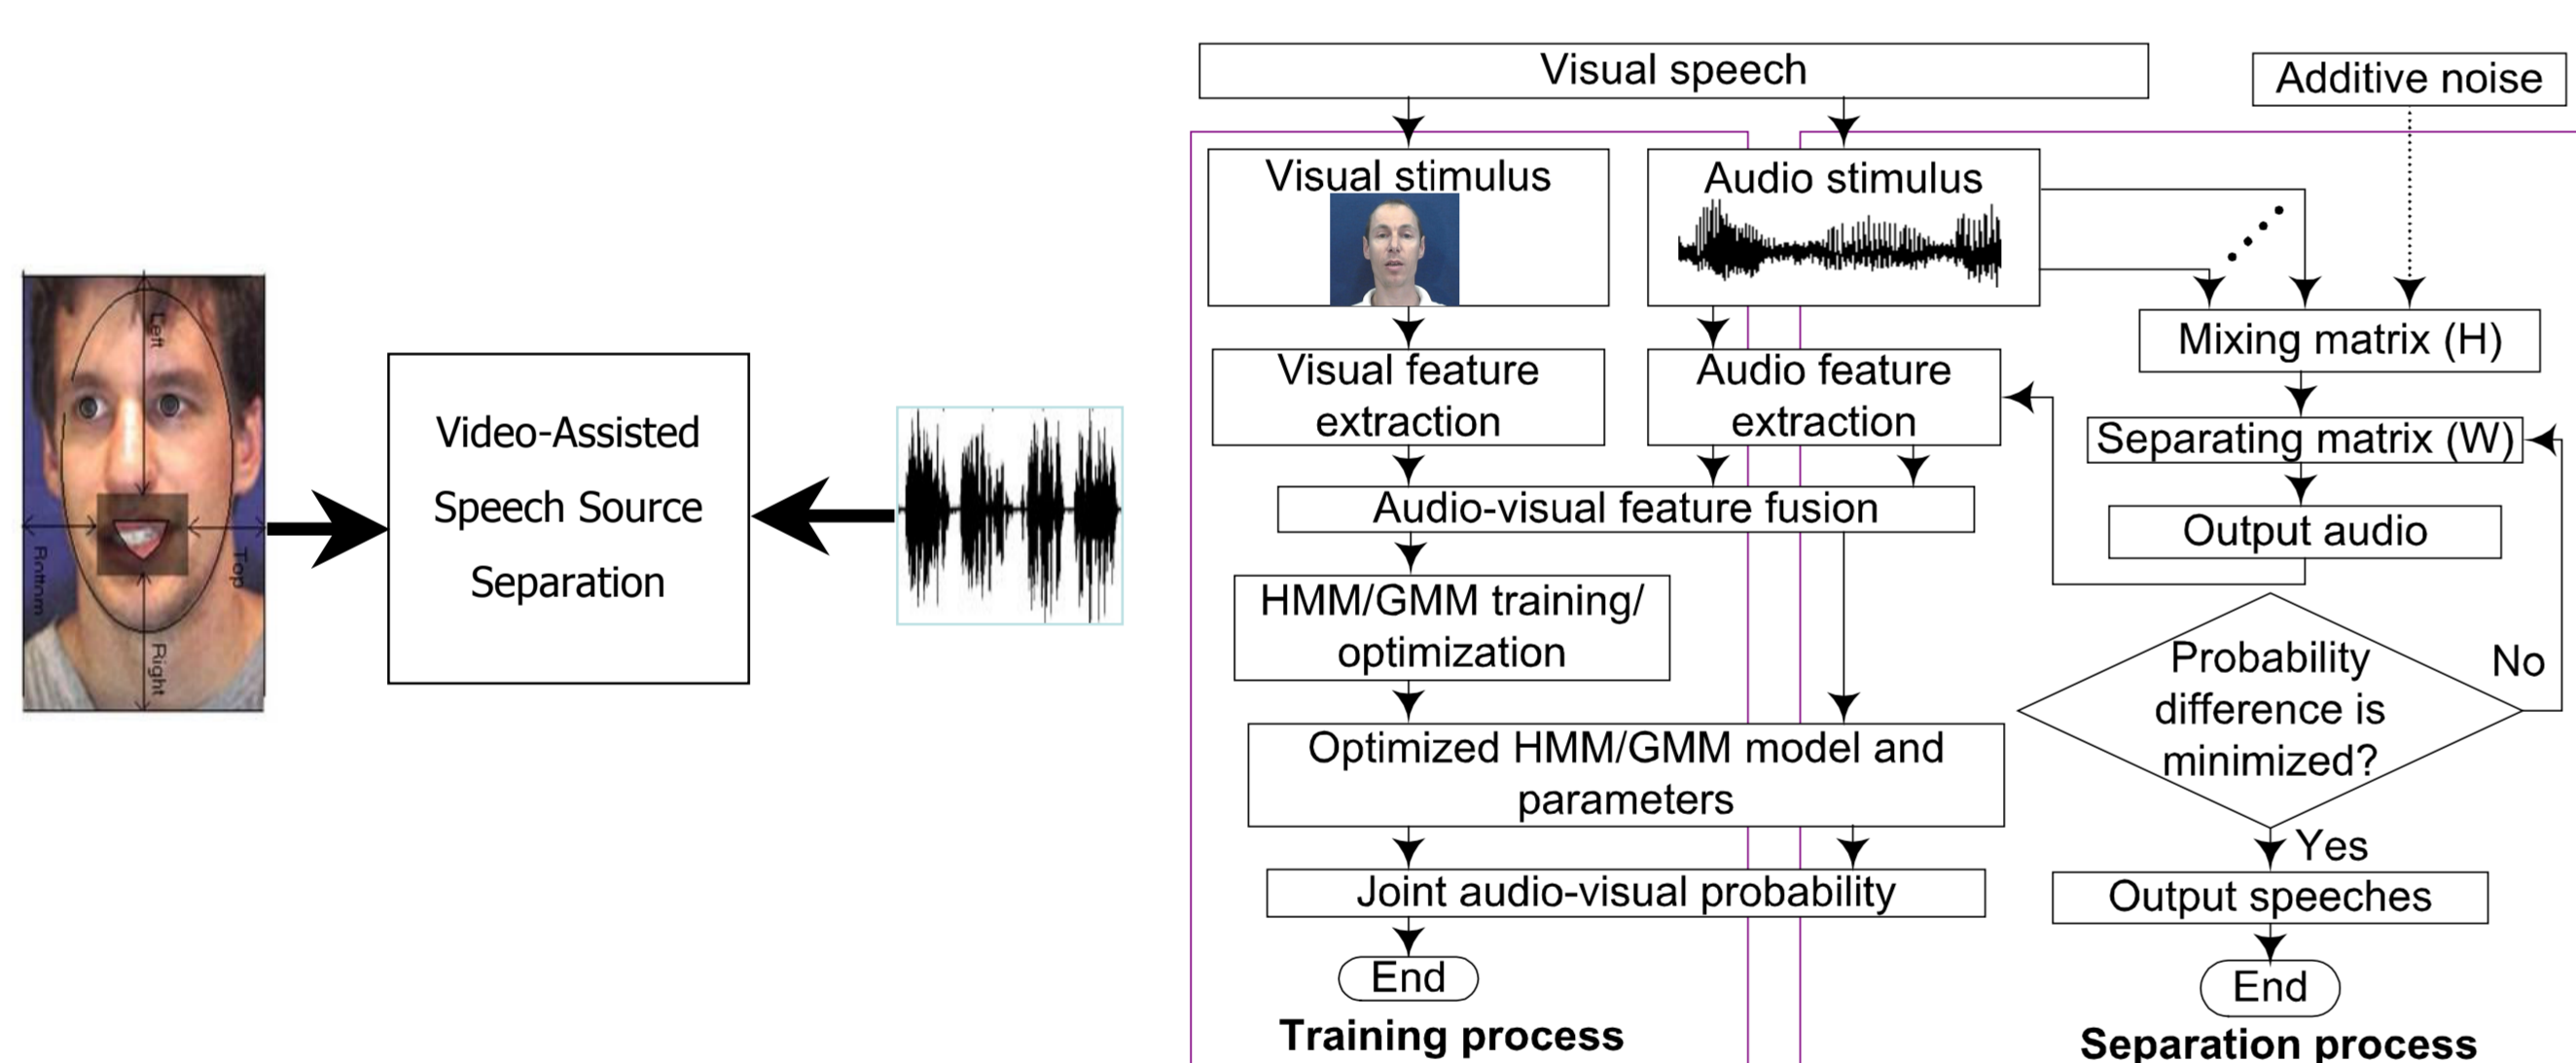 Left
Bottom
Top
Right
Video-Assisted
Speech Source
Separation
Visual speech
Additive noise
Visual stimulus
Audio stimulus
Mixing matrix (H)
Visual feature
extraction
Audio feature
extraction
Separating matrix (W)
Audio-visual feature fusion
Output audio
HMM/GMM training/
optimization
Probability
difference is
minimized?
No
Optimized HMM/GMM model and
parameters
Yes
Joint audio-visual probability
Output speeches
End
End
Training process
Separation process